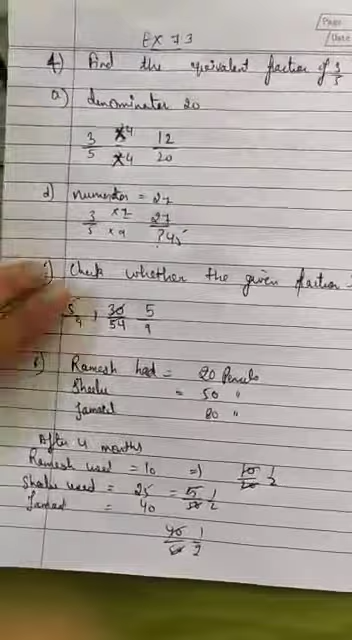 Page
Date
EX 7.3
4) Find the equivalent fraction of 3/5
a) denominator 20
3/5 ×4/×4 12/20
d) numerator = 27
3/5 ×9 27/?45
Check whether the given fraction
5/9, 30/54 5/9
6) Ramesh had = 20 Pencils
Sheelu = 50 "
Jamaal 80 "
After 4 months
Ramesh used = 10 => 10/20 1/2
Sheelu used = 25 = 1/2
Jamaal = 40
40/80 1/2